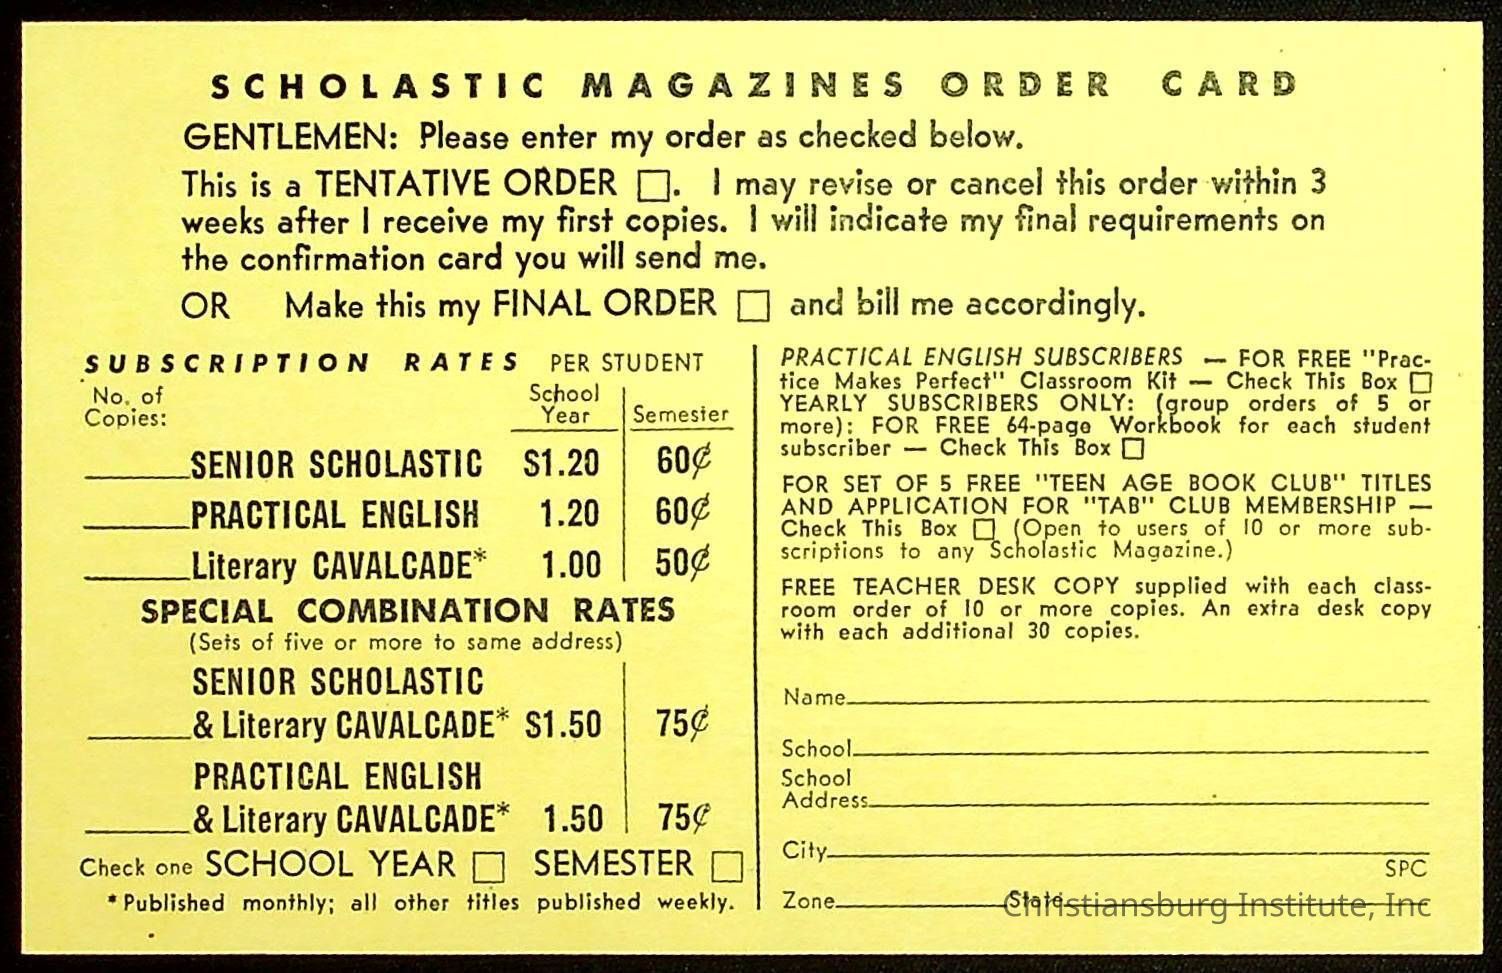 SCHOLASTIC MAGAZINES ORDER CARD
GENTLEMEN: Please enter my order as checked below.
This is a TENTATIVE ORDER □. I may revise or cancel this order within 3
weeks after I receive my first copies. I will indicate my final requirements on
the confirmation card you will send me.
OR Make this my FINAL ORDER □ and bill me accordingly.
SUBSCRIPTION RATES PER STUDENT
No. of
Copies:
School
Year
Semester
SENIOR SCHOLASTIC $1.20 60¢
PRACTICAL ENGLISH 1.20 60¢
Literary CAVALCADE* 1.00 50¢
SPECIAL COMBINATION RATES
(Sets of five or more to same address)
SENIOR SCHOLASTIC
& Literary CAVALCADE* $1.50 75¢
PRACTICAL ENGLISH
& Literary CAVALCADE* 1.50 75¢
Check one SCHOOL YEAR □ SEMESTER □
*Published monthly; all other titles published weekly.
PRACTICAL ENGLISH SUBSCRIBERS — FOR FREE "Prac-
tice Makes Perfect" Classroom Kit — Check This Box □
YEARLY SUBSCRIBERS ONLY: (group orders of 5 or
more): FOR FREE 64-page Workbook for each student
subscriber — Check This Box □
FOR SET OF 5 FREE "TEEN AGE BOOK CLUB" TITLES
AND APPLICATION FOR "TAB" CLUB MEMBERSHIP —
Check This Box □ (Open to users of 10 or more sub-
scriptions to any Scholastic Magazine.)
FREE TEACHER DESK COPY supplied with each class-
room order of 10 or more copies. An extra desk copy
with each additional 30 copies.
Name
School
School
Address
City
SPC
Zone State
Christiansburg Institute, Inc